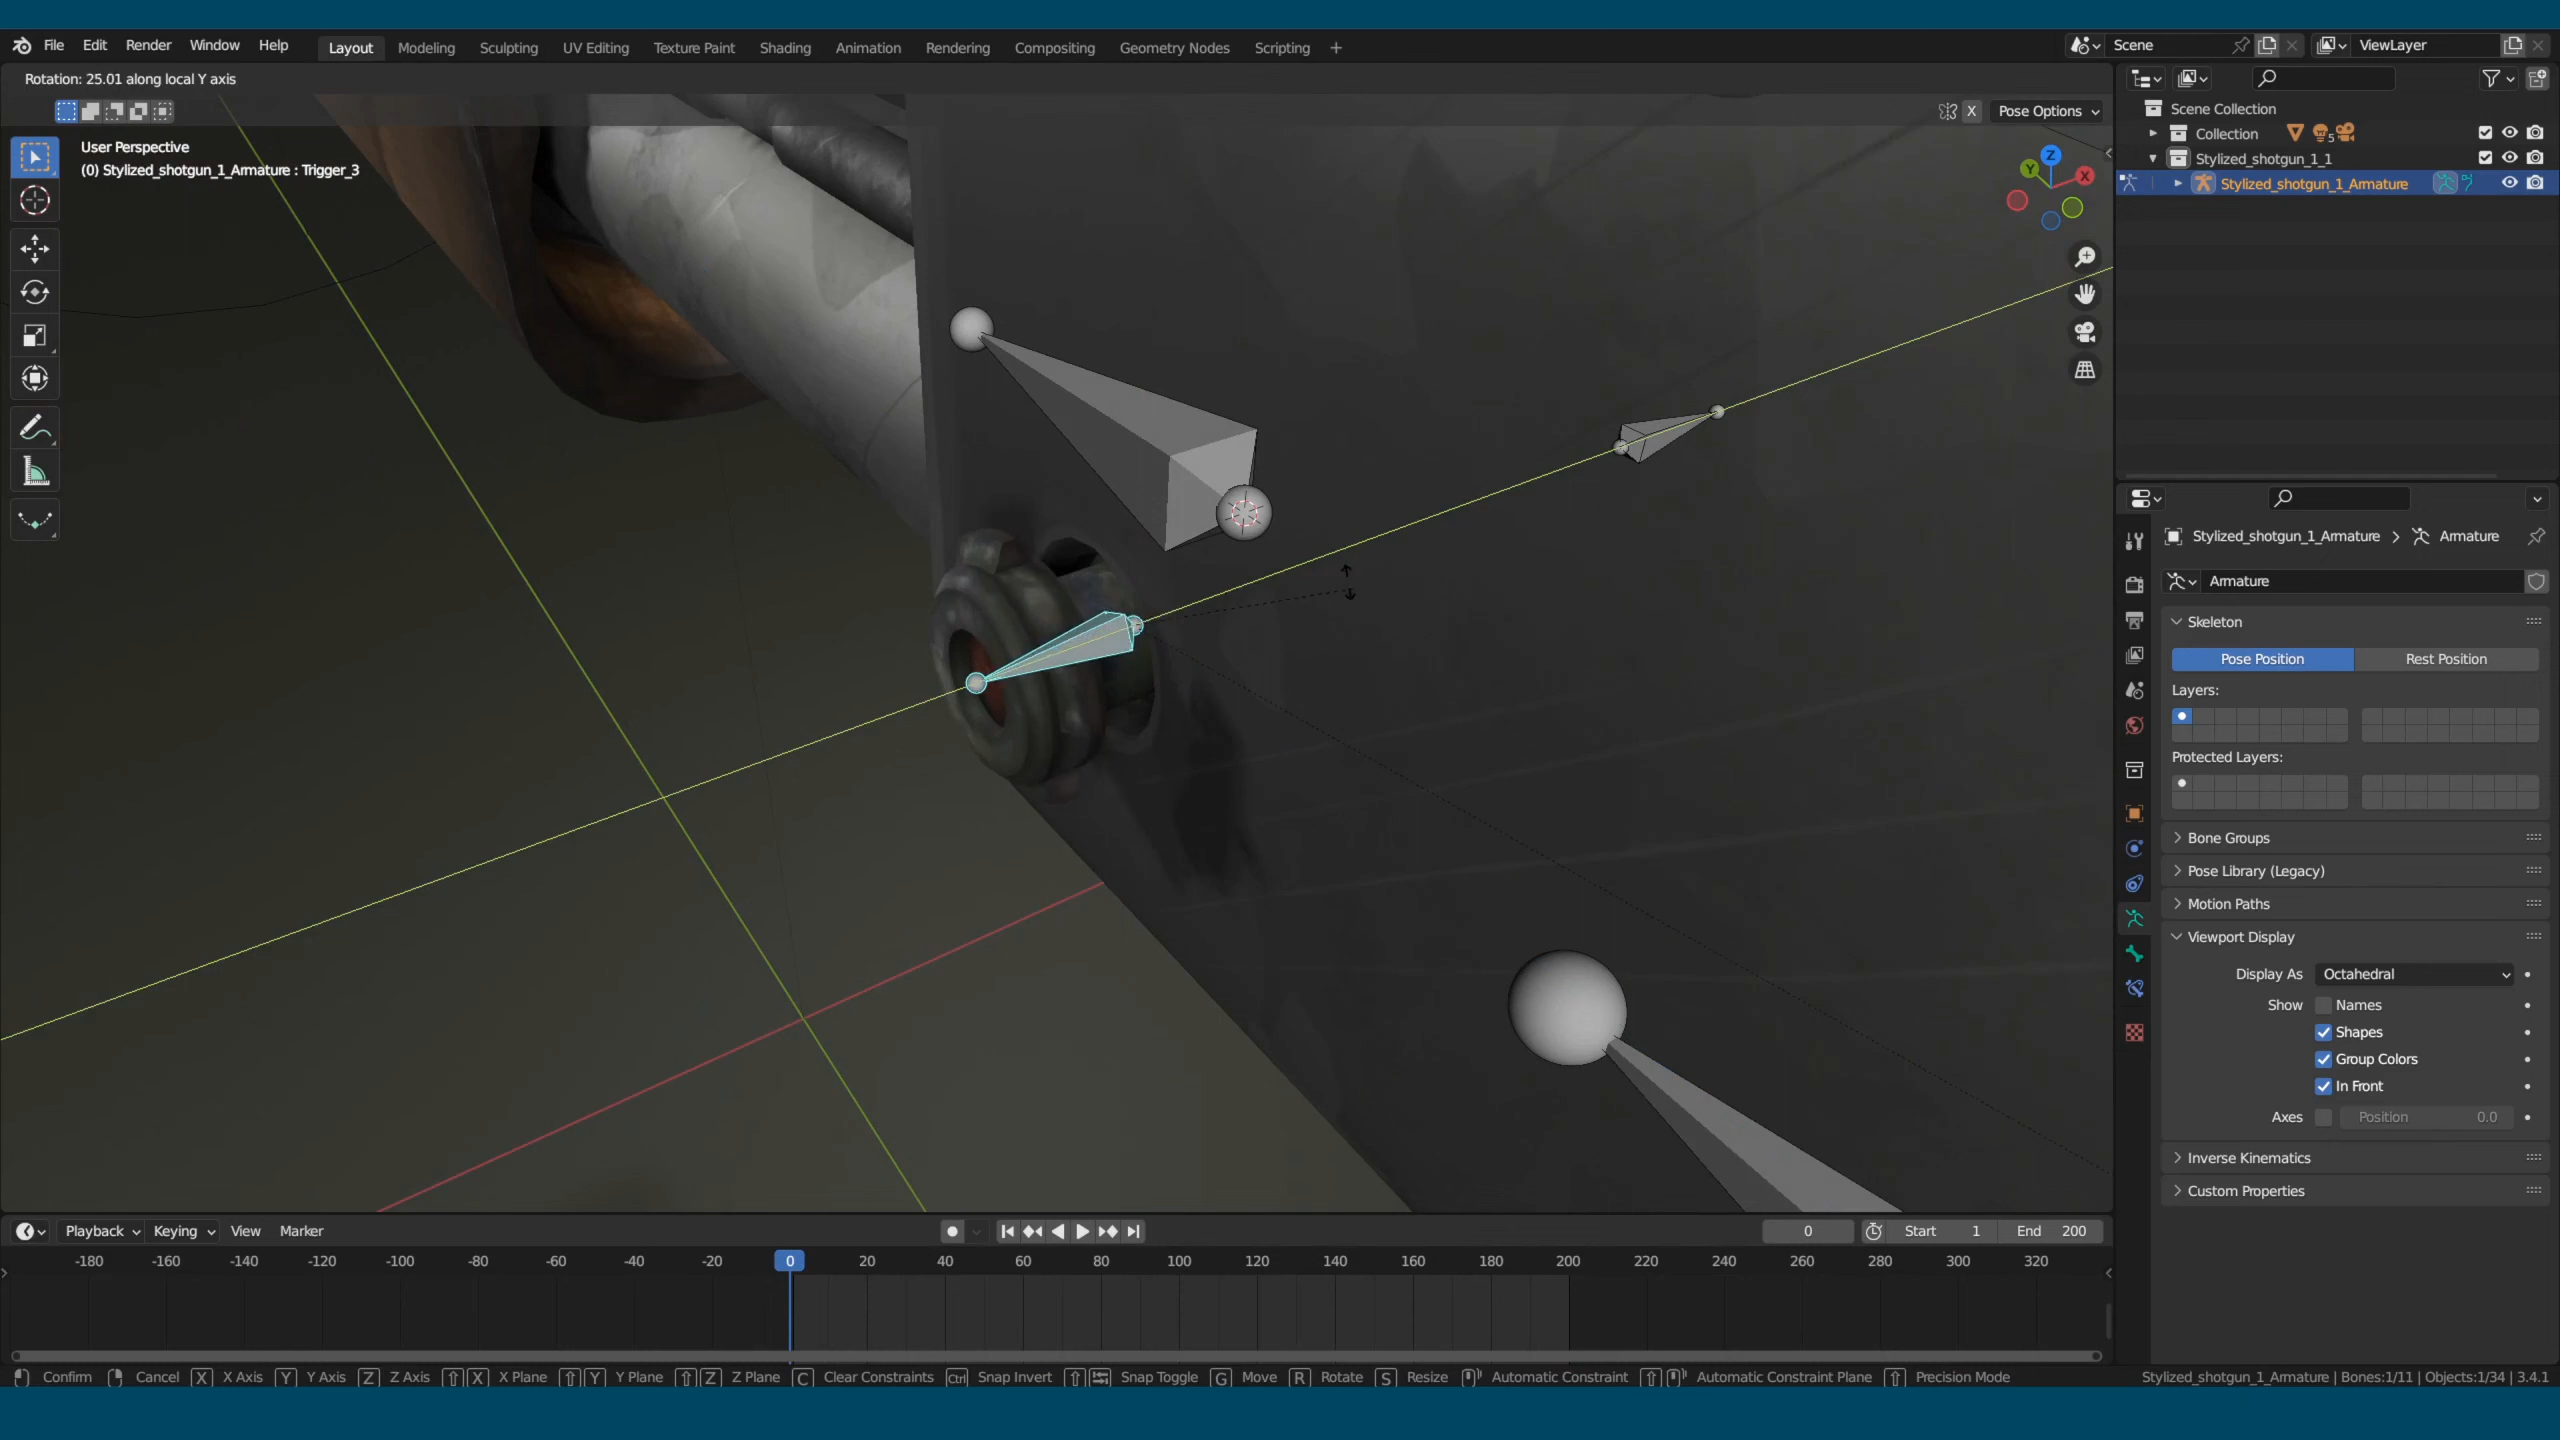 File Edit Render Window Help Layout Modeling Sculpting UV Editing Texture Paint Shading Animation Rendering Compositing Geometry Nodes Scripting + Scene ViewLayer
Rotation: 25.01 along local Y axis
X Pose Options
User Perspective
(0) Stylized_shotgun_1_Armature : Trigger_3
Z
Y
X
Scene Collection
Collection 5
Stylized_shotgun_1_1
Stylized_shotgun_1_Armature
Stylized_shotgun_1_Armature > Armature
Armature
Skeleton
Pose Position Rest Position
Layers:
Protected Layers:
Bone Groups
Pose Library (Legacy)
Motion Paths
Viewport Display
Display As Octahedral
Show Names
Shapes
Group Colors
In Front
Axes Position 0.0
Inverse Kinematics
Custom Properties
Playback Keying View Marker 0 Start 1 End 200
-180 -160 -140 -120 -100 -80 -60 -40 -20 0 20 40 60 80 100 120 140 160 180 200 220 240 260 280 300 320
Confirm Cancel X X Axis Y Y Axis Z Z Axis X X Plane Y Y Plane Z Z Plane C Clear Constraints Ctrl Snap Invert Snap Toggle G Move R Rotate S Resize Automatic Constraint Automatic Constraint Plane Precision Mode Stylized_shotgun_1_Armature | Bones:1/11 | Objects:1/34 | 3.4.1